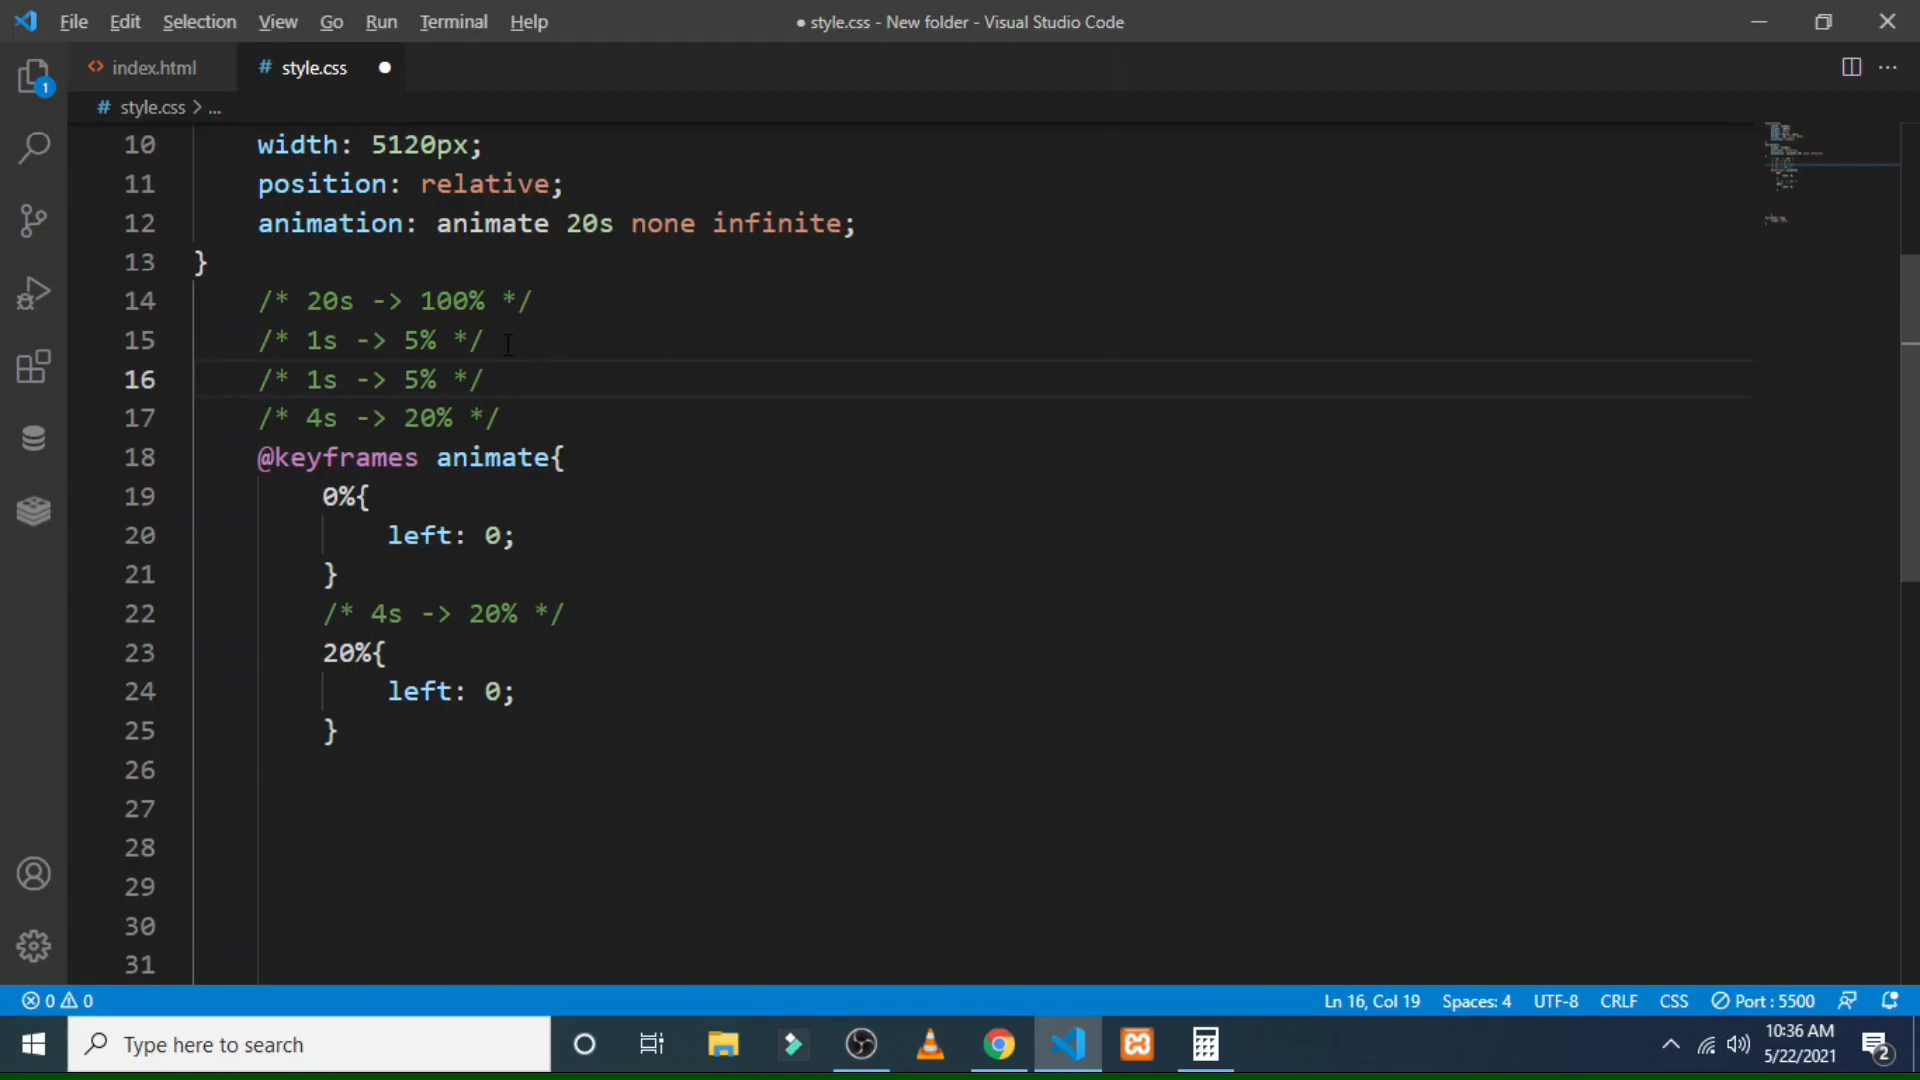 File Edit Selection View Go Run Terminal Help ● style.css - New folder - Visual Studio Code
index.html # style.css ●
# style.css > ...
1
10 width: 5120px;
11 position: relative;
12 animation: animate 20s none infinite;
13 }
14 /* 20s -> 100% */
15 /* 1s -> 5% */
16 /* 1s -> 5% */
17 /* 4s -> 20% */
18 @keyframes animate{
19 0%{
20 left: 0;
21 }
22 /* 4s -> 20% */
23 20%{
24 left: 0;
25 }
26
27
28
29
30
31
0 0 Ln 16, Col 19 Spaces: 4 UTF-8 CRLF CSS Port : 5500
Type here to search
10:36 AM
5/22/2021
2